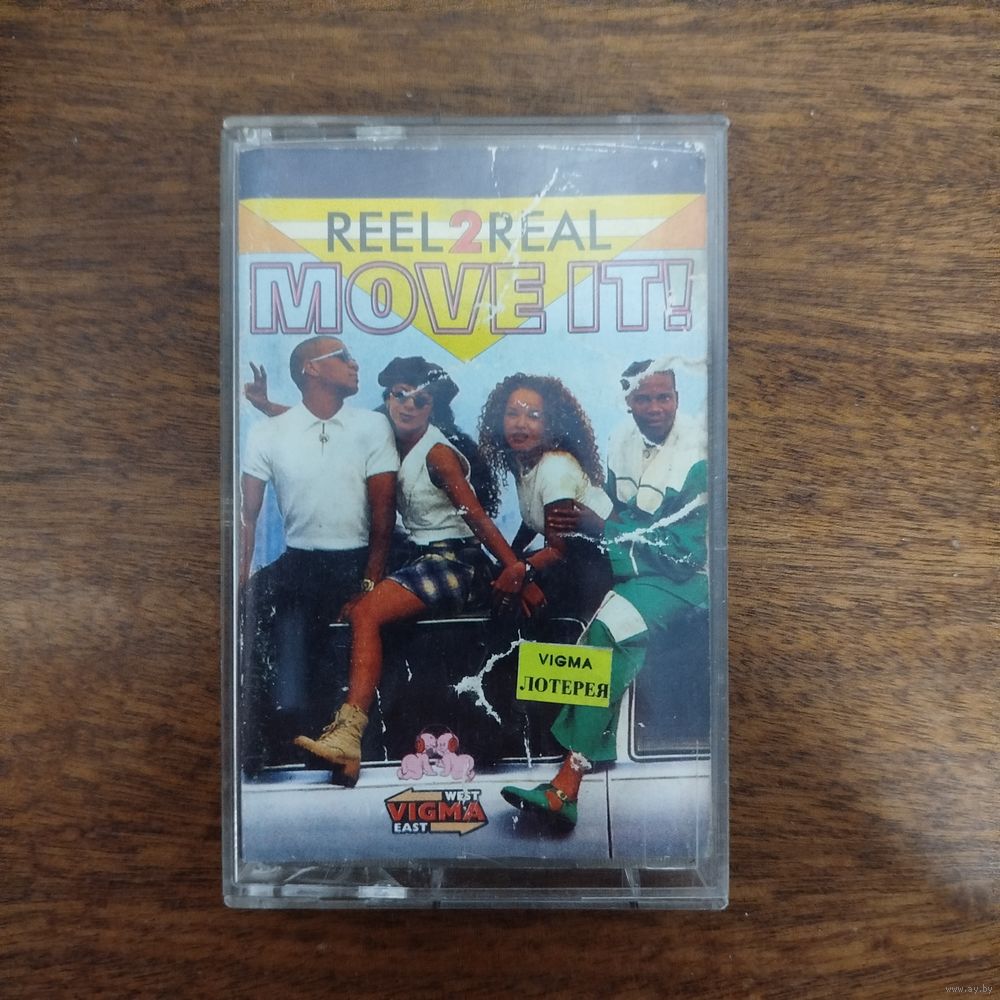 REEL2REAL
MOVE IT!
VIGMA
ЛОТЕРЕЯ
WEST
VIGMA
EAST
www.ay.by